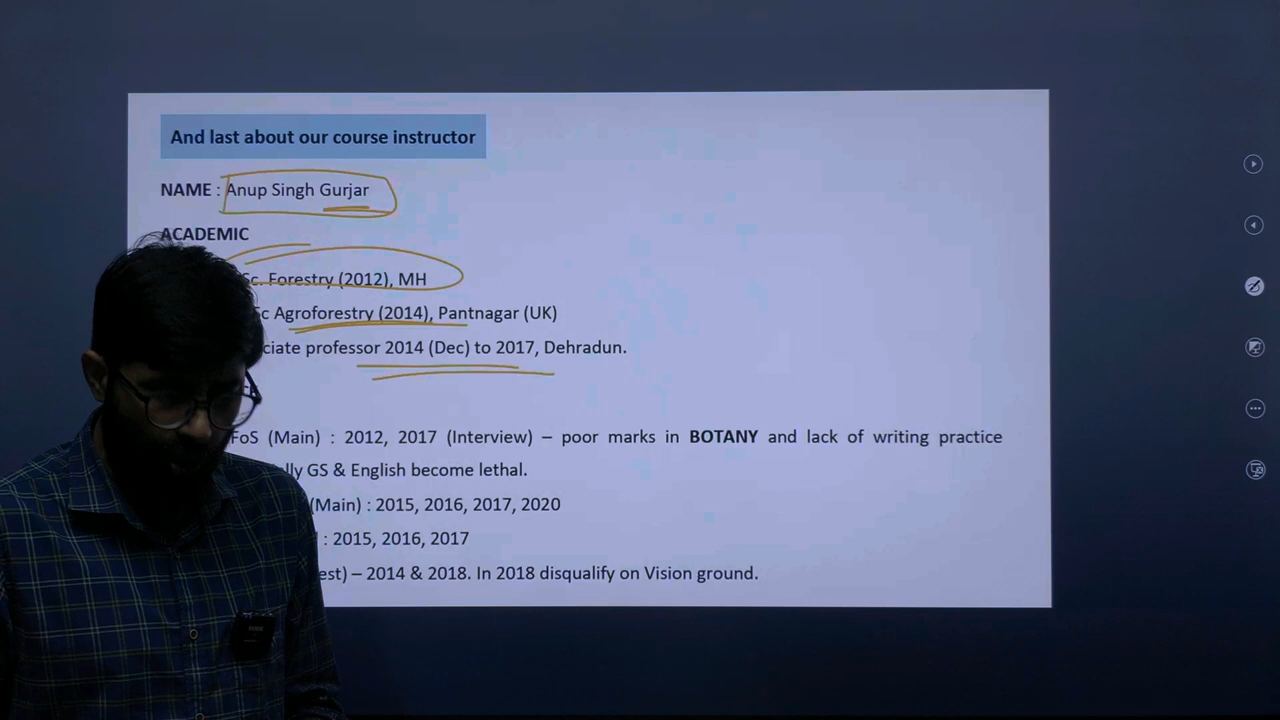 And last about our course instructor
NAME : Anup Singh Gurjar
ACADEMIC
Sc. Forestry (2012), MH
Sc Agroforestry (2014), Pantnagar (UK)
ciate professor 2014 (Dec) to 2017, Dehradun.
FoS (Main) : 2012, 2017 (Interview) – poor marks in BOTANY and lack of writing practice
lly GS & English become lethal.
(Main) : 2015, 2016, 2017, 2020
: 2015, 2016, 2017
est) – 2014 & 2018. In 2018 disqualify on Vision ground.